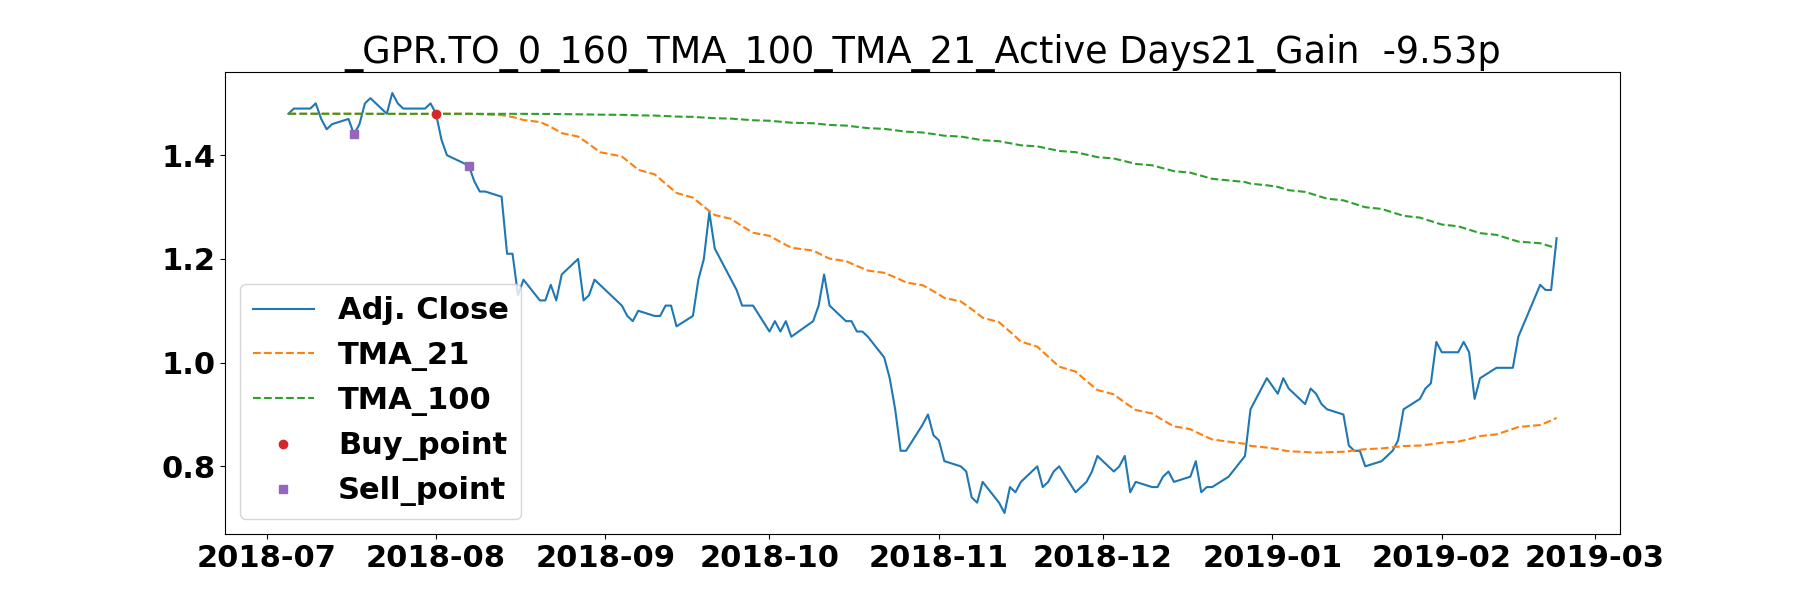 _GPR.TO_0_160_TMA_100_TMA_21_Active Days21_Gain  -9.53p
1.4
1.2
1.0
0.8
Adj. Close
TMA_21
TMA_100
Buy_point
Sell_point
2018-07 2018-08 2018-09 2018-10 2018-11 2018-12 2019-01 2019-02 2019-03